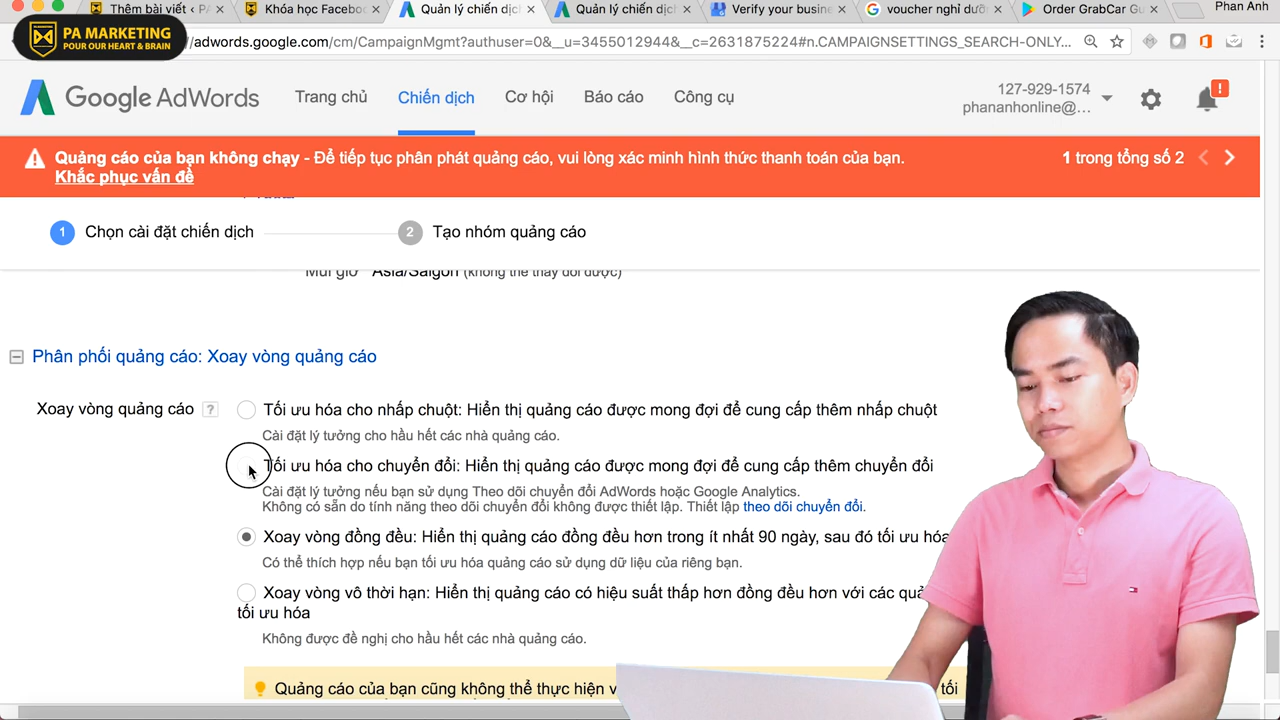 Thêm bài viết ‹ PA
Khóa học Facebo
Quản lý chiến dịc
Quản lý chiến dịc
Verify your busine
voucher nghỉ dưỡ
Order GrabCar Gu
Phan Anh
PA MARKETING
POUR OUR HEART & BRAIN
//adwords.google.com/cm/CampaignMgmt?authuser=0&__u=3455012944&__c=2631875224#n.CAMPAIGNSETTINGS_SEARCH-ONLY...
Google AdWords
Trang chủ
Chiến dịch
Cơ hội
Báo cáo
Công cụ
127-929-1574
phananhonline@...
!
Quảng cáo của bạn không chạy - Để tiếp tục phân phát quảng cáo, vui lòng xác minh hình thức thanh toán của bạn.
Khắc phục vấn đề
1 trong tổng số 2
1 Chọn cài đặt chiến dịch
2 Tạo nhóm quảng cáo
Múi giờ Asia/Saigon (không thể thay đổi được)
Phân phối quảng cáo: Xoay vòng quảng cáo
Xoay vòng quảng cáo ?
Tối ưu hóa cho nhấp chuột: Hiển thị quảng cáo được mong đợi để cung cấp thêm nhấp chuột
Cài đặt lý tưởng cho hầu hết các nhà quảng cáo.
Tối ưu hóa cho chuyển đổi: Hiển thị quảng cáo được mong đợi để cung cấp thêm chuyển đổi
Cài đặt lý tưởng nếu bạn sử dụng Theo dõi chuyển đổi AdWords hoặc Google Analytics.
Không có sẵn do tính năng theo dõi chuyển đổi không được thiết lập. Thiết lập theo dõi chuyển đổi.
Xoay vòng đồng đều: Hiển thị quảng cáo đồng đều hơn trong ít nhất 90 ngày, sau đó tối ưu hóa
Có thể thích hợp nếu bạn tối ưu hóa quảng cáo sử dụng dữ liệu của riêng bạn.
Xoay vòng vô thời hạn: Hiển thị quảng cáo có hiệu suất thấp hơn đồng đều hơn với các quả
tối ưu hóa
Không được đề nghị cho hầu hết các nhà quảng cáo.
Quảng cáo của bạn cũng không thể thực hiện v
tối